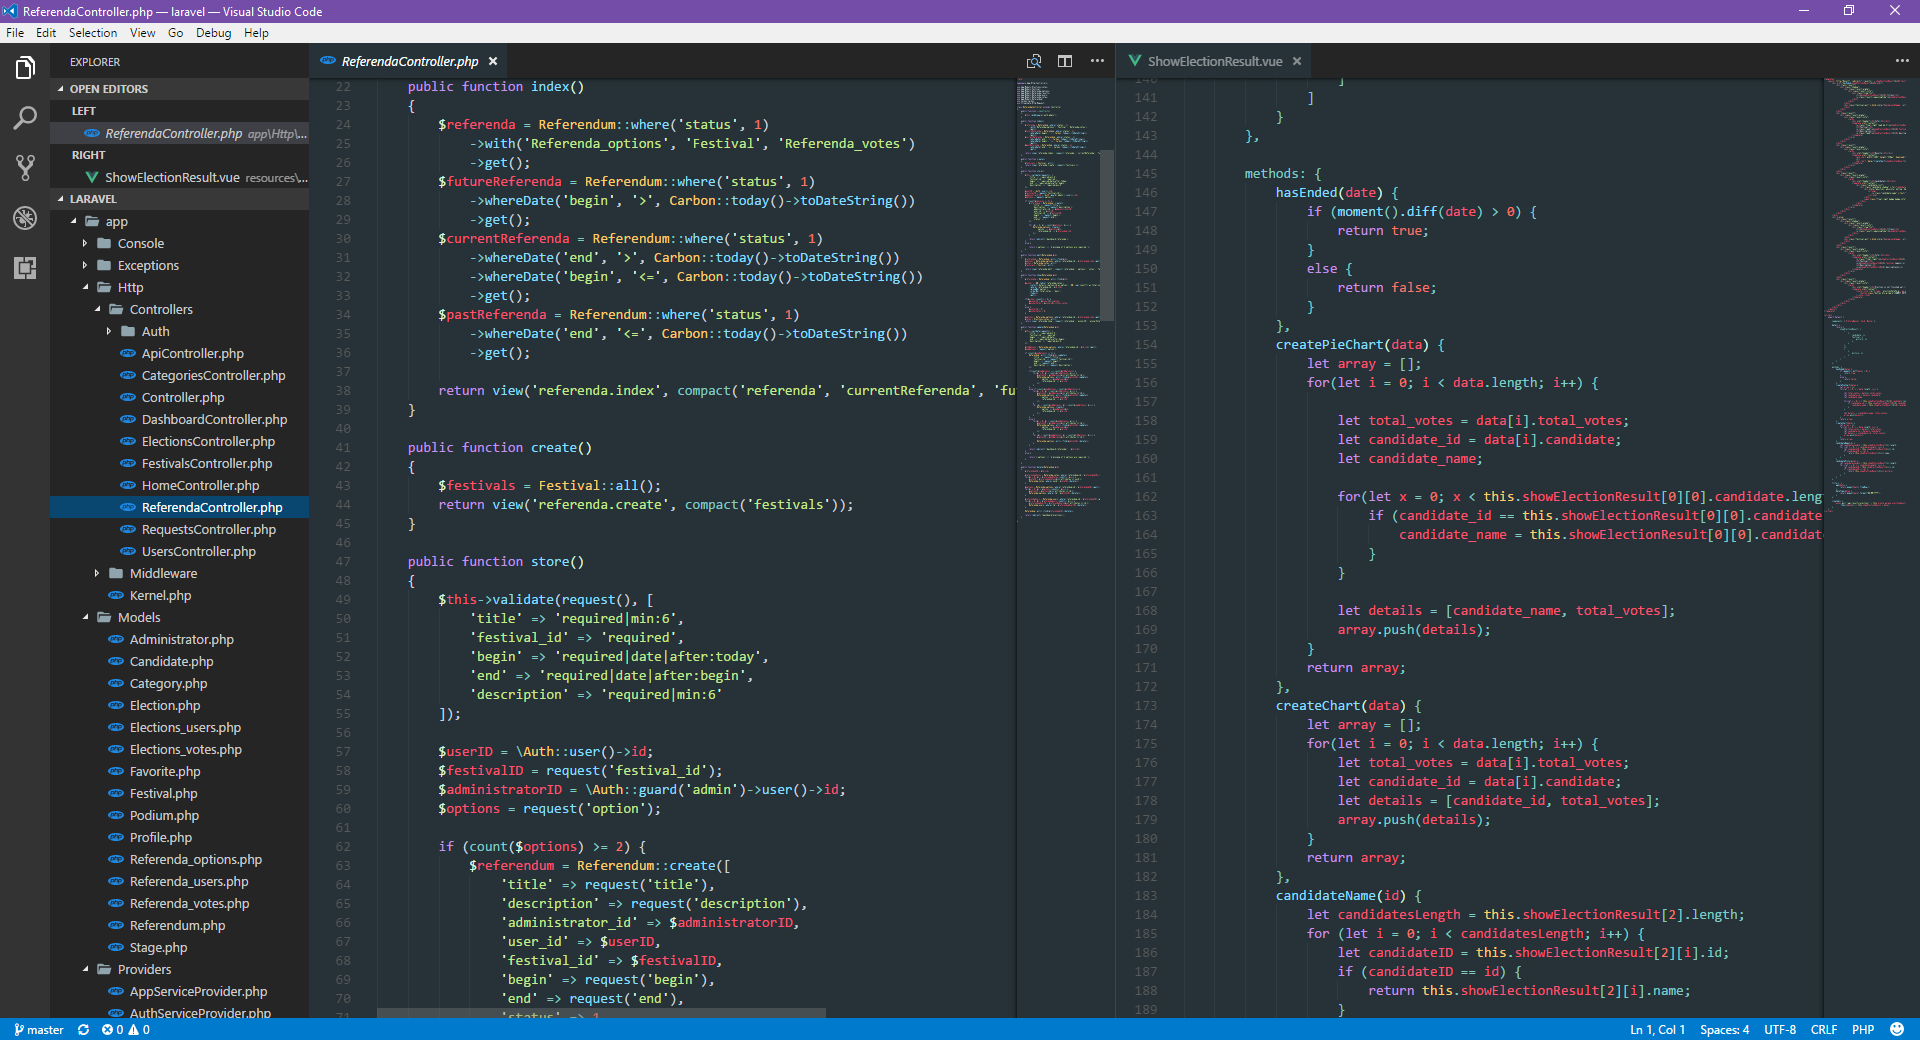 ReferendaController.php — laravel — Visual Studio Code
File Edit Selection View Go Debug Help
EXPLORER
OPEN EDITORS
LEFT
ReferendaController.php app\Http\...
RIGHT
ShowElectionResult.vue resources\...
LARAVEL
app
Console
Exceptions
Http
Controllers
Auth
ApiController.php
CategoriesController.php
Controller.php
DashboardController.php
ElectionsController.php
FestivalsController.php
HomeController.php
ReferendaController.php
RequestsController.php
UsersController.php
Middleware
Kernel.php
Models
Administrator.php
Candidate.php
Category.php
Election.php
Elections_users.php
Elections_votes.php
Favorite.php
Festival.php
Podium.php
Profile.php
Referenda_options.php
Referenda_users.php
Referenda_votes.php
Referendum.php
Stage.php
Providers
AppServiceProvider.php
AuthServiceProvider.php
ReferendaController.php
22 public function index()
23 {
24 $referenda = Referendum::where('status', 1)
25 ->with('Referenda_options', 'Festival', 'Referenda_votes')
26 ->get();
27 $futureReferenda = Referendum::where('status', 1)
28 ->whereDate('begin', '>', Carbon::today()->toDateString())
29 ->get();
30 $currentReferenda = Referendum::where('status', 1)
31 ->whereDate('end', '>', Carbon::today()->toDateString())
32 ->whereDate('begin', '<=', Carbon::today()->toDateString())
33 ->get();
34 $pastReferenda = Referendum::where('status', 1)
35 ->whereDate('end', '<=', Carbon::today()->toDateString())
36 ->get();
37
38 return view('referenda.index', compact('referenda', 'currentReferenda', 'fu
39 }
40
41 public function create()
42 {
43 $festivals = Festival::all();
44 return view('referenda.create', compact('festivals'));
45 }
46
47 public function store()
48 {
49 $this->validate(request(), [
50 'title' => 'required|min:6',
51 'festival_id' => 'required',
52 'begin' => 'required|date|after:today',
53 'end' => 'required|date|after:begin',
54 'description' => 'required|min:6'
55 ]);
56
57 $userID = \Auth::user()->id;
58 $festivalID = request('festival_id');
59 $administratorID = \Auth::guard('admin')->user()->id;
60 $options = request('option');
61
62 if (count($options) >= 2) {
63 $referendum = Referendum::create([
64 'title' => request('title'),
65 'description' => request('description'),
66 'administrator_id' => $administratorID,
67 'user_id' => $userID,
68 'festival_id' => $festivalID,
69 'begin' => request('begin'),
70 'end' => request('end'),
71 'status' => 1
ShowElectionResult.vue
140 ]
141 ]
142 }
143 },
144
145 methods: {
146 hasEnded(date) {
147 if (moment().diff(date) > 0) {
148 return true;
149 }
150 else {
151 return false;
152 }
153 },
154 createPieChart(data) {
155 let array = [];
156 for(let i = 0; i < data.length; i++) {
157
158 let total_votes = data[i].total_votes;
159 let candidate_id = data[i].candidate;
160 let candidate_name;
161
162 for(let x = 0; x < this.showElectionResult[0][0].candidate.leng
163 if (candidate_id == this.showElectionResult[0][0].candidate
164 candidate_name = this.showElectionResult[0][0].candidat
165 }
166 }
167
168 let details = [candidate_name, total_votes];
169 array.push(details);
170 }
171 return array;
172 },
173 createChart(data) {
174 let array = [];
175 for(let i = 0; i < data.length; i++) {
176 let total_votes = data[i].total_votes;
177 let candidate_id = data[i].candidate;
178 let details = [candidate_id, total_votes];
179 array.push(details);
180 }
181 return array;
182 },
183 candidateName(id) {
184 let candidatesLength = this.showElectionResult[2].length;
185 for (let i = 0; i < candidatesLength; i++) {
186 let candidateID = this.showElectionResult[2][i].id;
187 if (candidateID == id) {
188 return this.showElectionResult[2][i].name;
189 }
master 0 0 Ln 1, Col 1 Spaces: 4 UTF-8 CRLF PHP